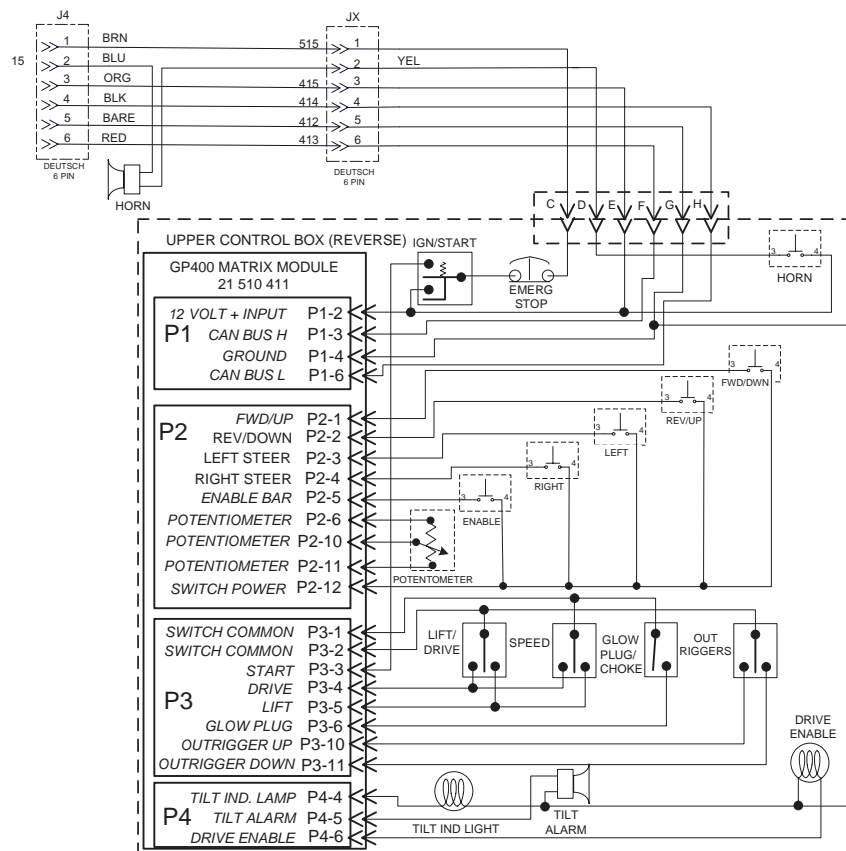 J4
JX
1 BRN 515 1
15 2 BLU 2 YEL
3 ORG 415 3
4 BLK 414 4
5 BARE 412 5
6 RED 413 6
DEUTSCH
6 PIN
DEUTSCH
6 PIN
HORN
C D E F G H
UPPER CONTROL BOX (REVERSE)
IGN/START
GP400 MATRIX MODULE
21 510 411
EMERG
STOP
3 4
HORN
P1
12 VOLT + INPUT P1-2
CAN BUS H P1-3
GROUND P1-4
CAN BUS L P1-6
3 4
FWD/DWN
3 4
REV/UP
3 4
LEFT
3 4
RIGHT
3 4
ENABLE
P2
FWD/UP P2-1
REV/DOWN P2-2
LEFT STEER P2-3
RIGHT STEER P2-4
ENABLE BAR P2-5
POTENTIOMETER P2-6
POTENTIOMETER P2-10
POTENTIOMETER P2-11
SWITCH POWER P2-12
POTENTOMETER
P3
SWITCH COMMON P3-1
SWITCH COMMON P3-2
START P3-3
DRIVE P3-4
LIFT P3-5
GLOW PLUG P3-6
OUTRIGGER UP P3-10
OUTRIGGER DOWN P3-11
LIFT/
DRIVE
SPEED
GLOW
PLUG/
CHOKE
OUT
RIGGERS
DRIVE
ENABLE
P4
TILT IND. LAMP P4-4
TILT ALARM P4-5
DRIVE ENABLE P4-6
TILT IND LIGHT
TILT
ALARM